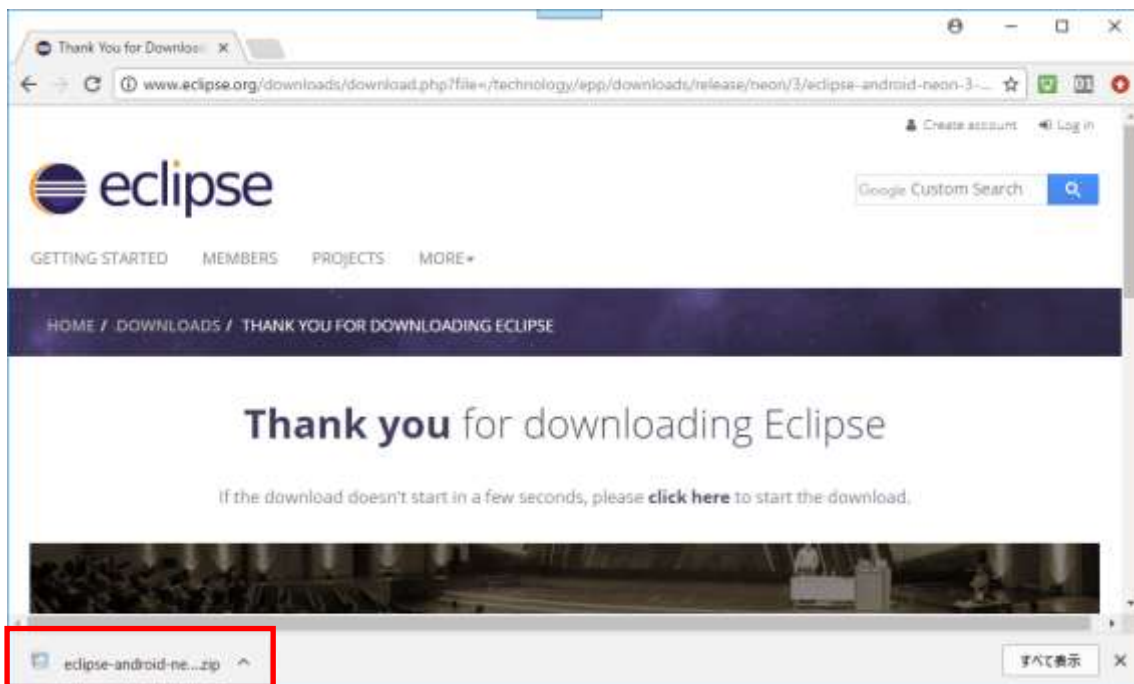 Thank You for Downloa
www.eclipse.org/downloads/download.php?file=/technology/epp/downloads/release/neon/3/eclipse-android-neon-3-...
Create account Log in
eclipse
Google Custom Search
GETTING STARTED MEMBERS PROJECTS MORE
HOME / DOWNLOADS / THANK YOU FOR DOWNLOADING ECLIPSE
Thank you for downloading Eclipse
If the download doesn't start in a few seconds, please click here to start the download.
eclipse-android-ne...zip すべて表示